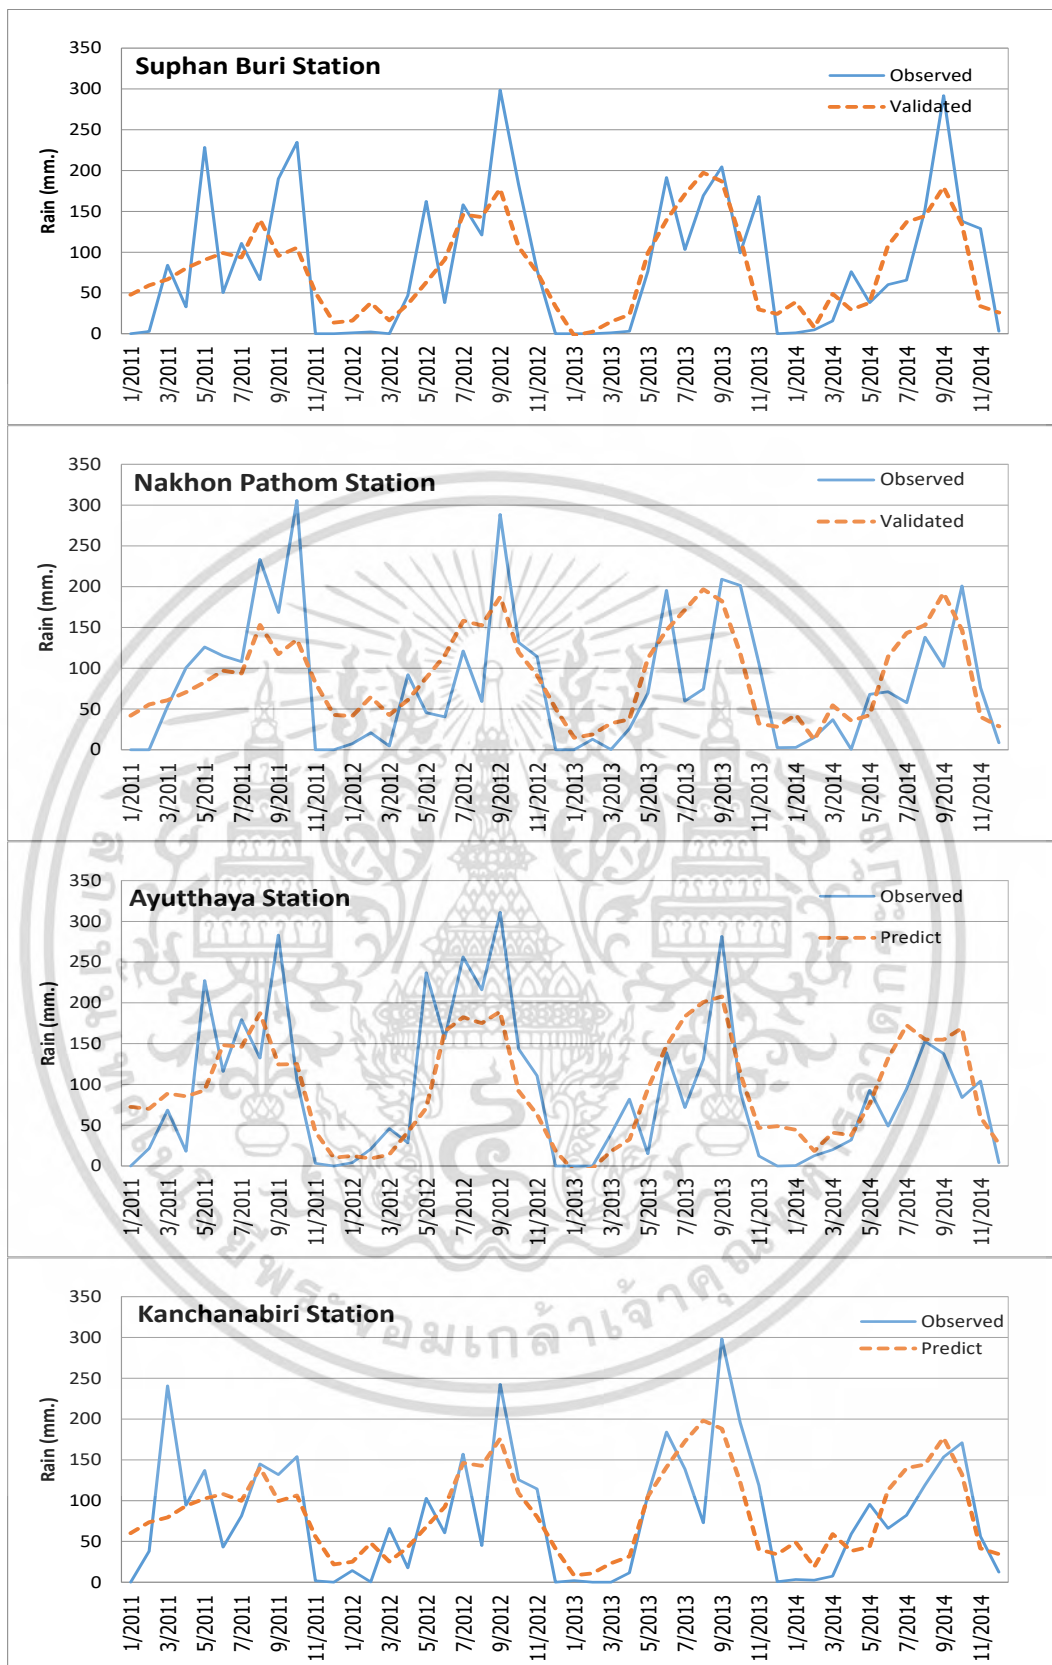 Suphan Buri Station
Observed
Validated
Rain (mm.)
350
300
250
200
150
100
50
0
1/2011 3/2011 5/2011 7/2011 9/2011 11/2011 1/2012 3/2012 5/2012 7/2012 9/2012 11/2012 1/2013 3/2013 5/2013 7/2013 9/2013 11/2013 1/2014 3/2014 5/2014 7/2014 9/2014 11/2014
Nakhon Pathom Station
Observed
Validated
Rain (mm.)
350
300
250
200
150
100
50
0
1/2011 3/2011 5/2011 7/2011 9/2011 11/2011 1/2012 3/2012 5/2012 7/2012 9/2012 11/2012 1/2013 3/2013 5/2013 7/2013 9/2013 11/2013 1/2014 3/2014 5/2014 7/2014 9/2014 11/2014
Ayutthaya Station
Observed
Predict
Rain (mm.)
350
300
250
200
150
100
50
0
1/2011 3/2011 5/2011 7/2011 9/2011 11/2011 1/2012 3/2012 5/2012 7/2012 9/2012 11/2012 1/2013 3/2013 5/2013 7/2013 9/2013 11/2013 1/2014 3/2014 5/2014 7/2014 9/2014 11/2014
Kanchanabiri Station
Observed
Predict
Rain (mm.)
350
300
250
200
150
100
50
0
1/2011 3/2011 5/2011 7/2011 9/2011 11/2011 1/2012 3/2012 5/2012 7/2012 9/2012 11/2012 1/2013 3/2013 5/2013 7/2013 9/2013 11/2013 1/2014 3/2014 5/2014 7/2014 9/2014 11/2014